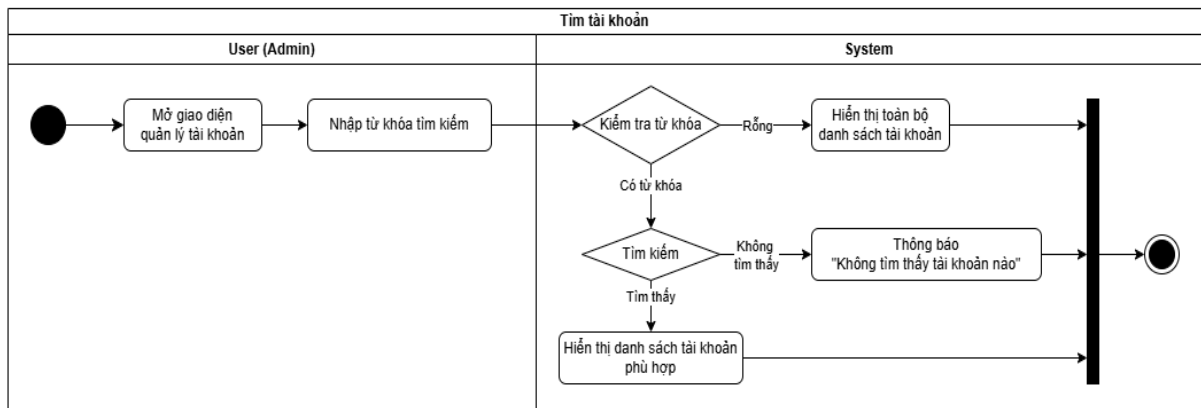 Tìm tài khoản
User (Admin)
System
Mở giao diện
quản lý tài khoản
Nhập từ khóa tìm kiếm
Kiểm tra từ khóa
Rỗng
Hiển thị toàn bộ
danh sách tài khoản
Có từ khóa
Tìm kiếm
Không
tìm thấy
Thông báo
"Không tìm thấy tài khoản nào"
Tìm thấy
Hiển thị danh sách tài khoản
phù hợp